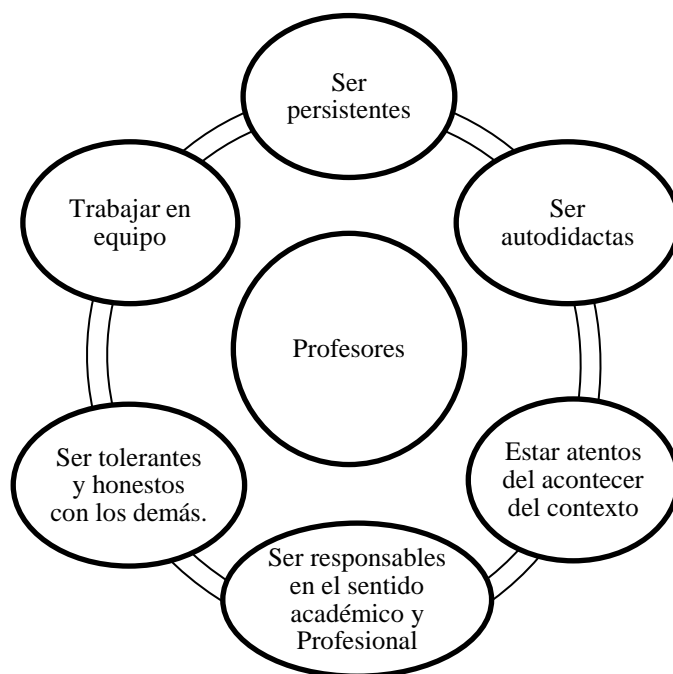 Ser
persistentes
Ser
autodidactas
Estar atentos
del acontecer
del contexto
Ser responsables
en el sentido
académico y
Profesional
Ser tolerantes
y honestos
con los demás.
Trabajar en
equipo
Profesores